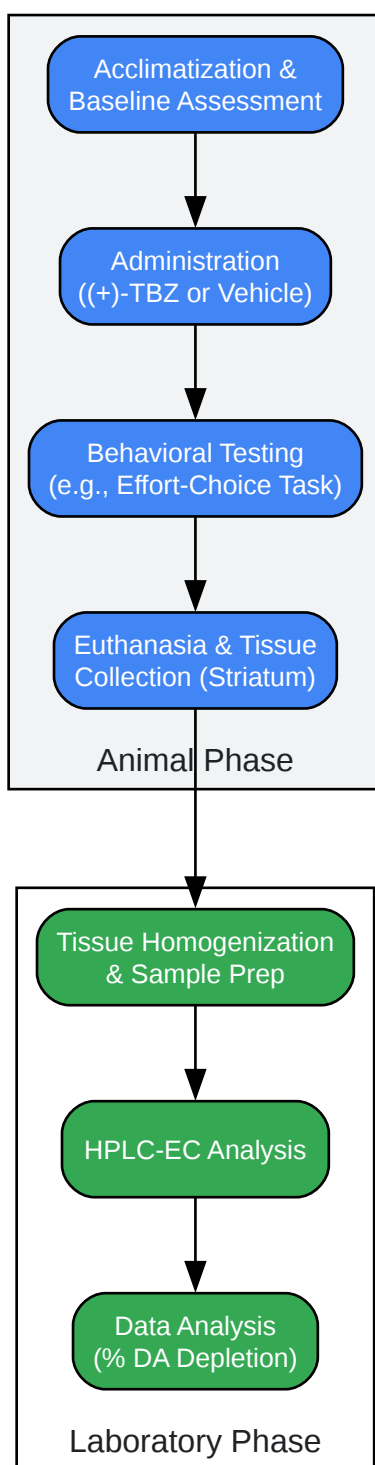 Acclimatization &
Baseline Assessment
Administration
((+)-TBZ or Vehicle)
Behavioral Testing
(e.g., Effort-Choice Task)
Euthanasia & Tissue
Collection (Striatum)
Animal Phase
Tissue Homogenization
& Sample Prep
HPLC-EC Analysis
Data Analysis
(% DA Depletion)
Laboratory Phase